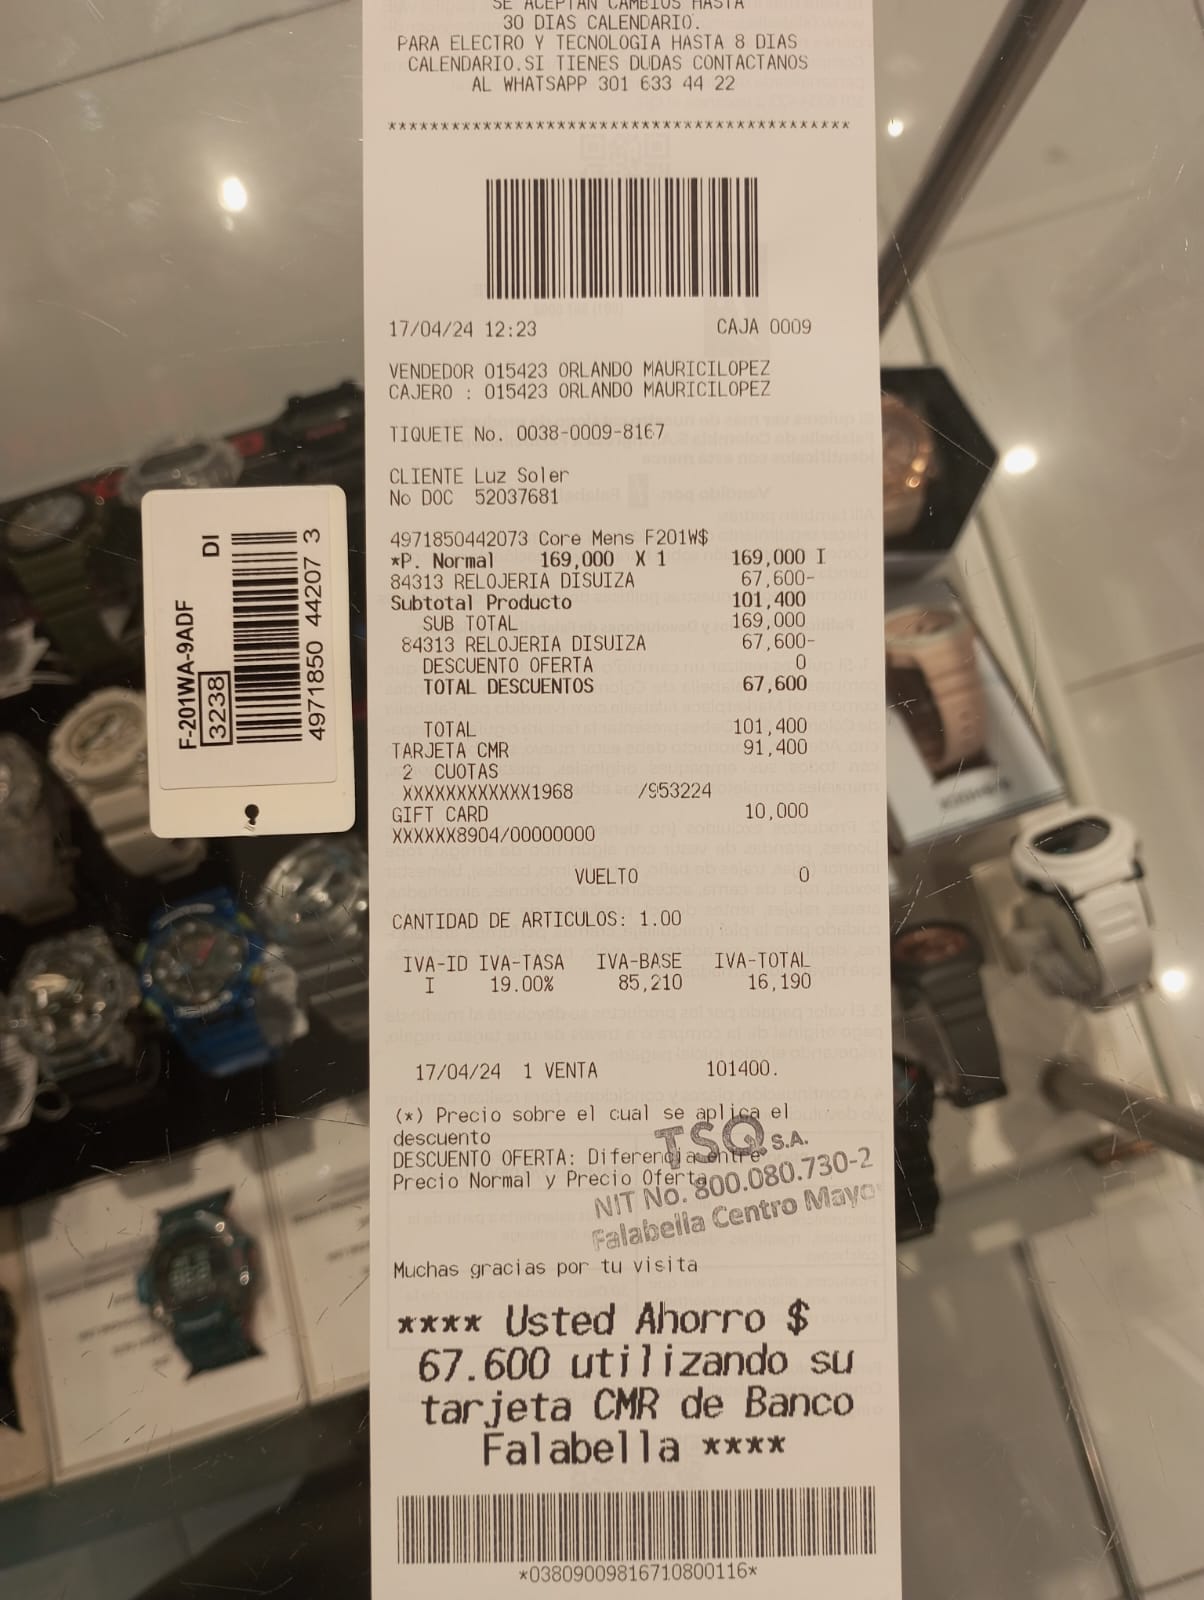 SE ACEPTAN CAMBIOS HASTA
30 DIAS CALENDARIO.
PARA ELECTRO Y TECNOLOGIA HASTA 8 DIAS
CALENDARIO.SI TIENES DUDAS CONTACTANOS
AL WHATSAPP 301 633 44 22
********************************************
17/04/24 12:23 CAJA 0009
VENDEDOR 015423 ORLANDO MAURICILOPEZ
CAJERO : 015423 ORLANDO MAURICILOPEZ
TIQUETE No. 0038-0009-8167
CLIENTE Luz Soler
No DOC 52037681
4971850442073 Core Mens F201W$
*P. Normal 169,000 X 1 169,000 I
84313 RELOJERIA DISUIZA 67,600-
Subtotal Producto 101,400
SUB TOTAL 169,000
84313 RELOJERIA DISUIZA 67,600-
DESCUENTO OFERTA 0
TOTAL DESCUENTOS 67,600
TOTAL 101,400
TARJETA CMR 91,400
2 CUOTAS
XXXXXXXXXXXX1968 /953224
GIFT CARD 10,000
XXXXXX8904/00000000
VUELTO 0
CANTIDAD DE ARTICULOS: 1.00
IVA-ID IVA-TASA IVA-BASE IVA-TOTAL
I 19.00% 85,210 16,190
17/04/24 1 VENTA 101400.
(*) Precio sobre el cual se aplica el
descuento
DESCUENTO OFERTA: Diferencia entre
Precio Normal y Precio Oferta
TSQ S.A.
NIT No. 800.080.730-2
Falabella Centro Mayo
Muchas gracias por tu visita
**** Usted Ahorro $
67.600 utilizando su
tarjeta CMR de Banco
Falabella ****
*03809009816710800116*
F-201WA-9ADF DI
3238
4971850 44207 3